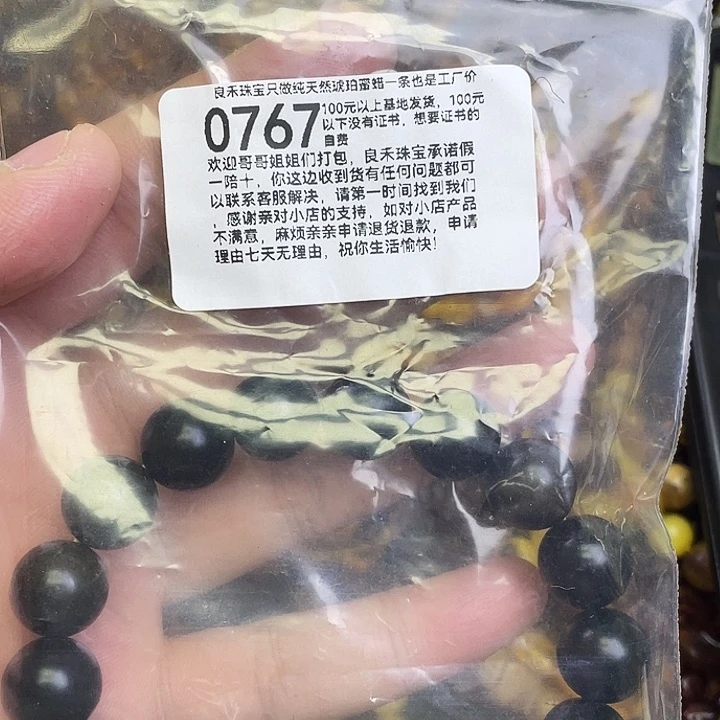 良禾珠宝只做纯天然琥珀蜜蜡一条也是工厂价
0767
100元以上基地发货，100元
以下没有证书，想要证书的
自费
欢迎哥哥姐姐们打包，良禾珠宝承诺假
一陪十，你这边收到货有任何问题都可
以联系客服解决，请第一时间找到我们
，感谢亲对小店的支持，如对小店产品
不满意，麻烦亲亲申请退货退款，申请
理由七天无理由，祝你生活愉快！